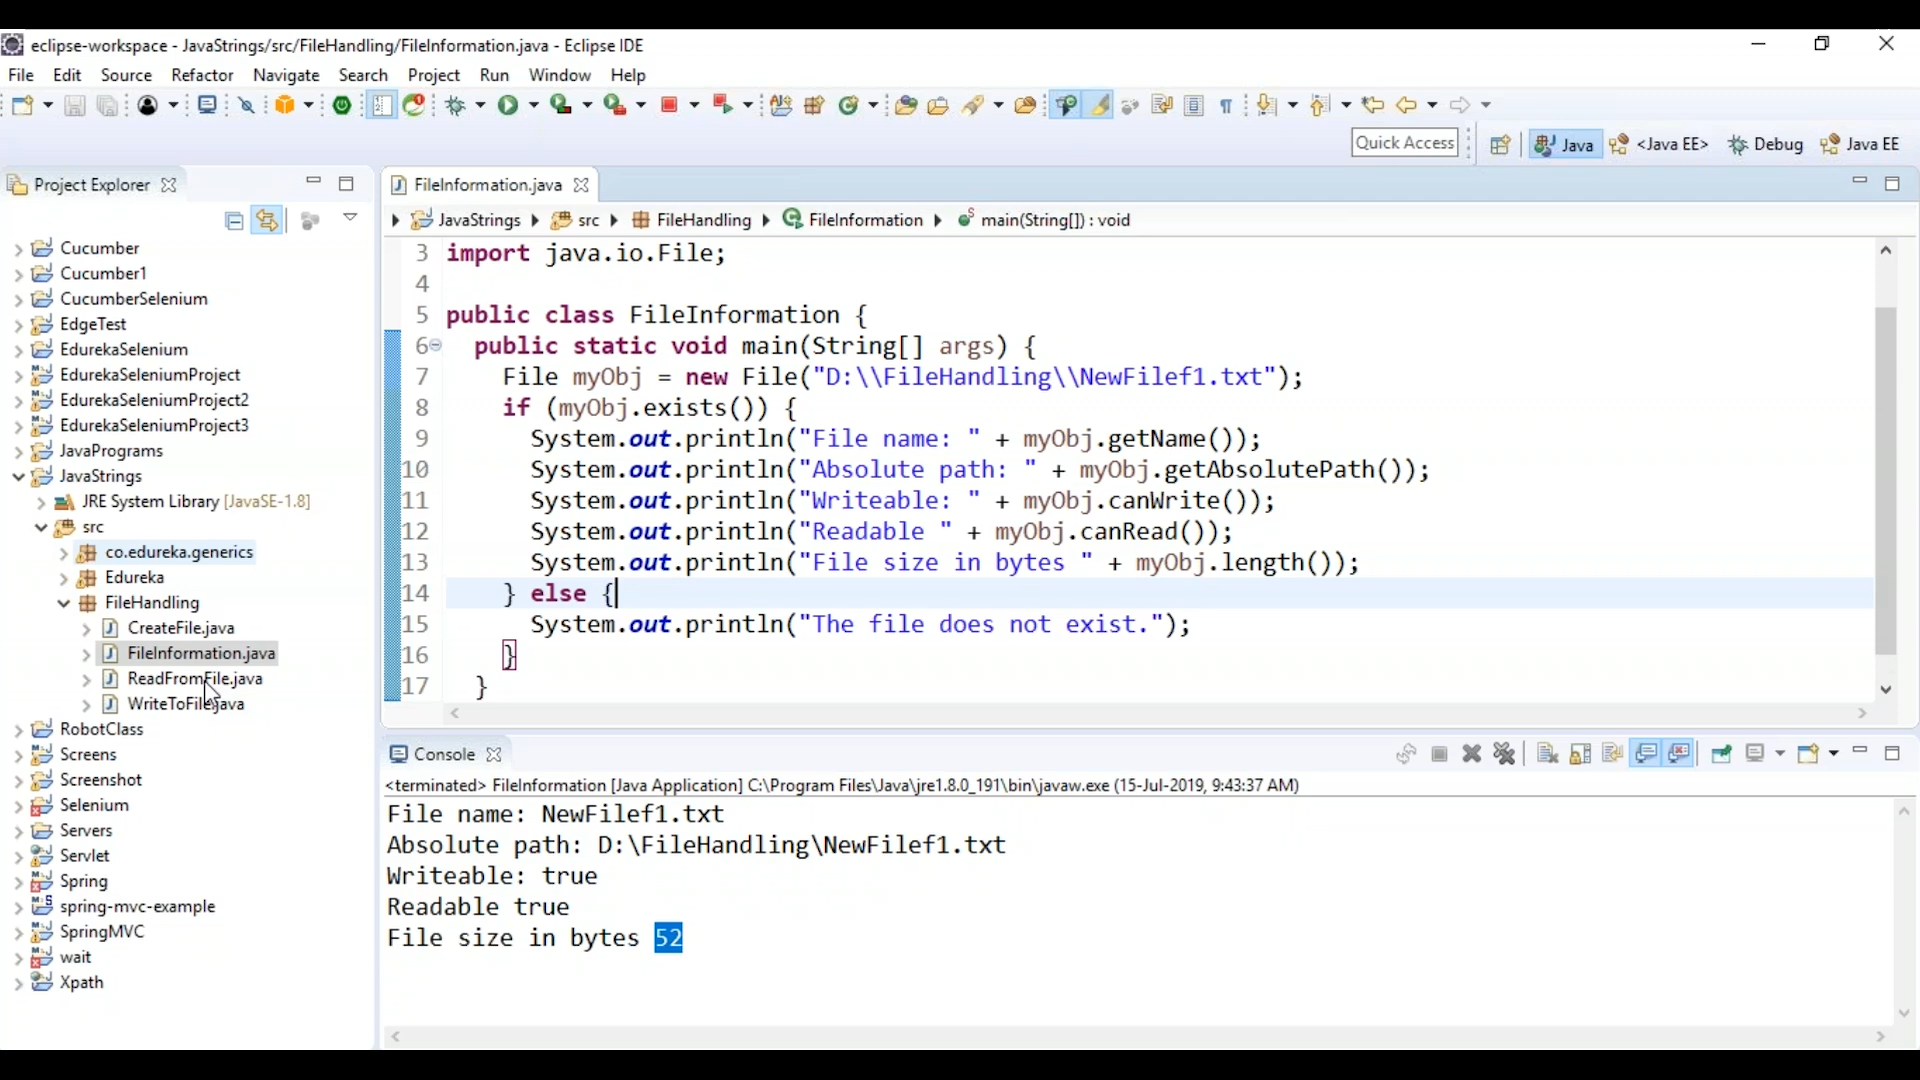 eclipse-workspace - JavaStrings/src/FileHandling/FileInformation.java - Eclipse IDE
File Edit Source Refactor Navigate Search Project Run Window Help
Quick Access Java <Java EE> Debug Java EE
Project Explorer
Cucumber
Cucumber1
CucumberSelenium
EdgeTest
EdurekaSelenium
EdurekaSeleniumProject
EdurekaSeleniumProject2
EdurekaSeleniumProject3
JavaPrograms
JavaStrings
JRE System Library [JavaSE-1.8]
src
co.edureka.generics
Edureka
FileHandling
CreateFile.java
FileInformation.java
ReadFromFile.java
WriteToFile.java
RobotClass
Screens
Screenshot
Selenium
Servers
Servlet
Spring
spring-mvc-example
SpringMVC
wait
Xpath
FileInformation.java
JavaStrings src FileHandling FileInformation main(String[]) : void
3 import java.io.File;
4
5 public class FileInformation {
6 public static void main(String[] args) {
7 File myObj = new File("D:\\FileHandling\\NewFilef1.txt");
8 if (myObj.exists()) {
9 System.out.println("File name: " + myObj.getName());
10 System.out.println("Absolute path: " + myObj.getAbsolutePath());
11 System.out.println("Writeable: " + myObj.canWrite());
12 System.out.println("Readable " + myObj.canRead());
13 System.out.println("File size in bytes " + myObj.length());
14 } else {
15 System.out.println("The file does not exist.");
16 }
17 }
Console
<terminated> FileInformation [Java Application] C:\Program Files\Java\jre1.8.0_191\bin\javaw.exe (15-Jul-2019, 9:43:37 AM)
File name: NewFilef1.txt
Absolute path: D:\FileHandling\NewFilef1.txt
Writeable: true
Readable true
File size in bytes 52